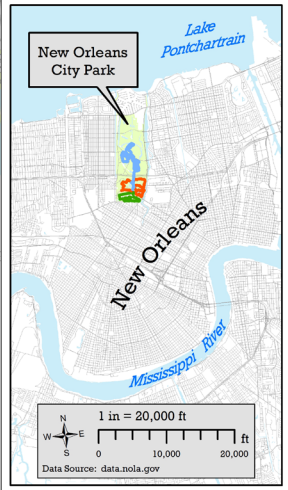 Lake
Pontchartrain
New Orleans
City Park
New Orleans
Mississippi River
N
W E
S
1 in = 20,000 ft
ft
0 10,000 20,000
Data Source: data.nola.gov